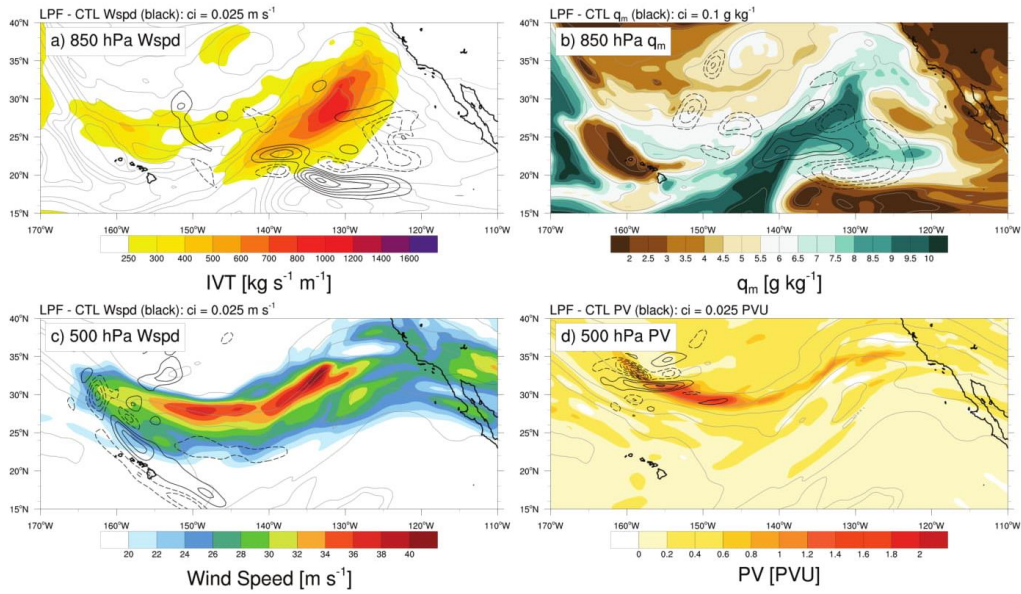 LPF - CTL Wspd (black): ci = 0.025 m s⁻¹
a) 850 hPa Wspd
40°N
35°N
30°N
25°N
20°N
15°N
170°W 160°W 150°W 140°W 130°W 120°W 110°W
250 300 400 500 600 700 800 1000 1200 1400 1600
IVT [kg s⁻¹ m⁻¹]
LPF - CTL qₘ (black): ci = 0.1 g kg⁻¹
b) 850 hPa qₘ
40°N
35°N
30°N
25°N
20°N
15°N
170°W 160°W 150°W 140°W 130°W 120°W 110°W
2 2.5 3 3.5 4 4.5 5 5.5 6 6.5 7 7.5 8 8.5 9 9.5 10
qₘ [g kg⁻¹]
LPF - CTL Wspd (black): ci = 0.025 m s⁻¹
c) 500 hPa Wspd
40°N
35°N
30°N
25°N
20°N
15°N
170°W 160°W 150°W 140°W 130°W 120°W 110°W
20 22 24 26 28 30 32 34 36 38 40
Wind Speed [m s⁻¹]
LPF - CTL PV (black): ci = 0.025 PVU
d) 500 hPa PV
40°N
35°N
30°N
25°N
20°N
15°N
170°W 160°W 150°W 140°W 130°W 120°W 110°W
0 0.2 0.4 0.6 0.8 1 1.2 1.4 1.6 1.8 2
PV [PVU]